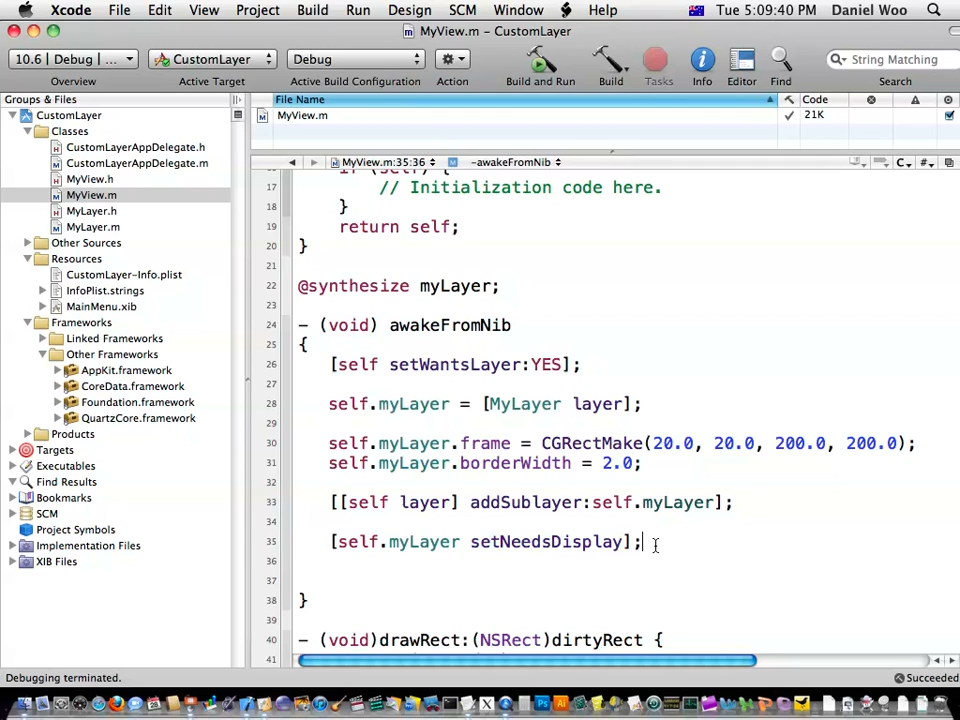 Xcode File Edit View Project Build Run Design SCM Window Help Tue 5:09:40 PM Daniel Woo
MyView.m - CustomLayer
10.6 | Debug | ... CustomLayer Debug String Matching
Overview Active Target Active Build Configuration Action Build and Run Build Tasks Info Editor Find Search
Groups & Files File Name Code
CustomLayer MyView.m 21K
Classes
CustomLayerAppDelegate.h
CustomLayerAppDelegate.m
MyView.h
MyView.m
MyLayer.h
MyLayer.m
Other Sources
Resources
CustomLayer-Info.plist
InfoPlist.strings
MainMenu.xib
Frameworks
Linked Frameworks
Other Frameworks
AppKit.framework
CoreData.framework
Foundation.framework
QuartzCore.framework
Products
Targets
Executables
Find Results
Bookmarks
SCM
Project Symbols
Implementation Files
XIB Files
MyView.m:35:36 M -awakeFromNib C #
16 if (self) {
17 // Initialization code here.
18 }
19 return self;
20 }
21
22 @synthesize myLayer;
23
24 - (void) awakeFromNib
25 {
26 [self setWantsLayer:YES];
27
28 self.myLayer = [MyLayer layer];
29
30 self.myLayer.frame = CGRectMake(20.0, 20.0, 200.0, 200.0);
31 self.myLayer.borderWidth = 2.0;
32
33 [[self layer] addSublayer:self.myLayer];
34
35 [self.myLayer setNeedsDisplay];
36
37
38 }
39
40 - (void)drawRect:(NSRect)dirtyRect {
41
Debugging terminated. Succeeded